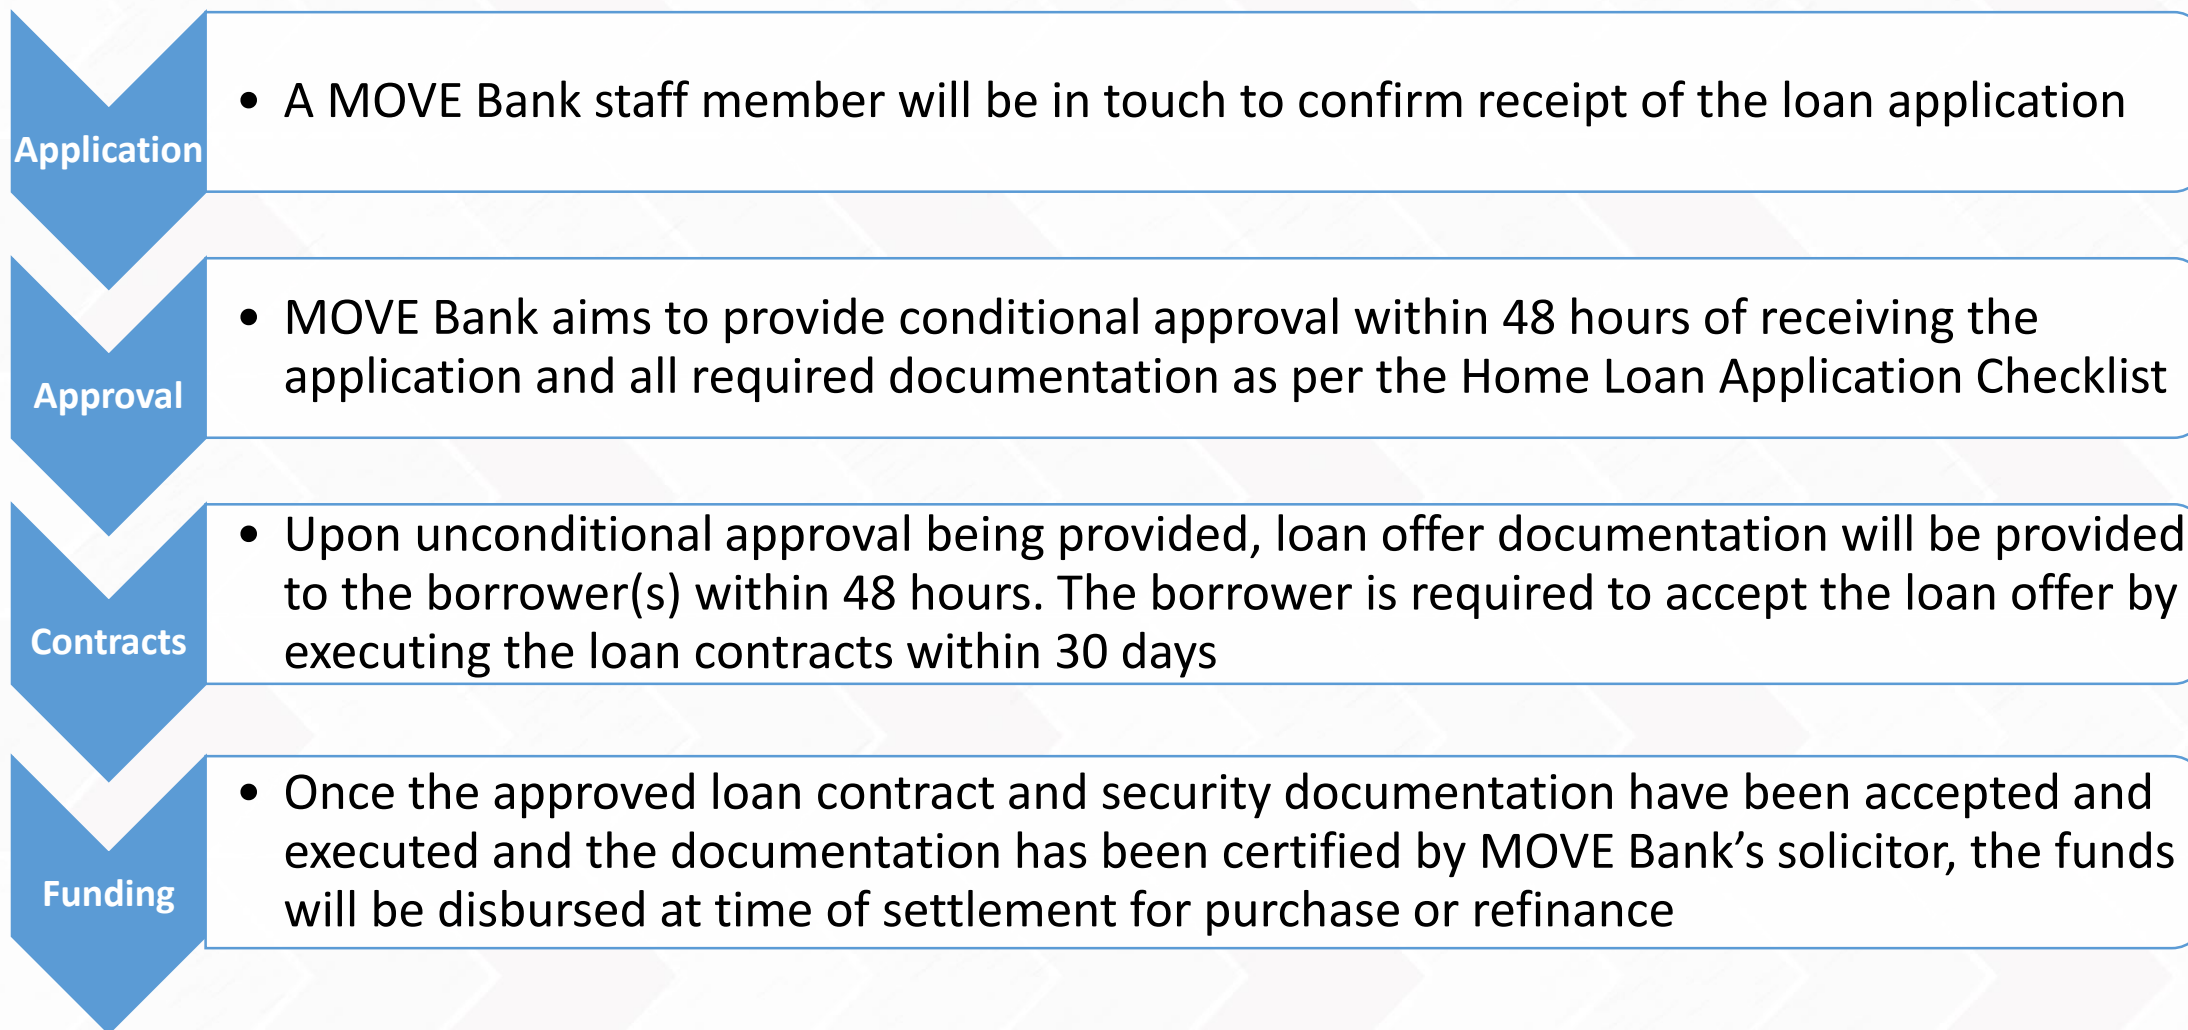 Application
• A MOVE Bank staff member will be in touch to confirm receipt of the loan application
Approval
• MOVE Bank aims to provide conditional approval within 48 hours of receiving the
application and all required documentation as per the Home Loan Application Checklist
Contracts
• Upon unconditional approval being provided, loan offer documentation will be provided
to the borrower(s) within 48 hours. The borrower is required to accept the loan offer by
executing the loan contracts within 30 days
Funding
• Once the approved loan contract and security documentation have been accepted and
executed and the documentation has been certified by MOVE Bank’s solicitor, the funds
will be disbursed at time of settlement for purchase or refinance